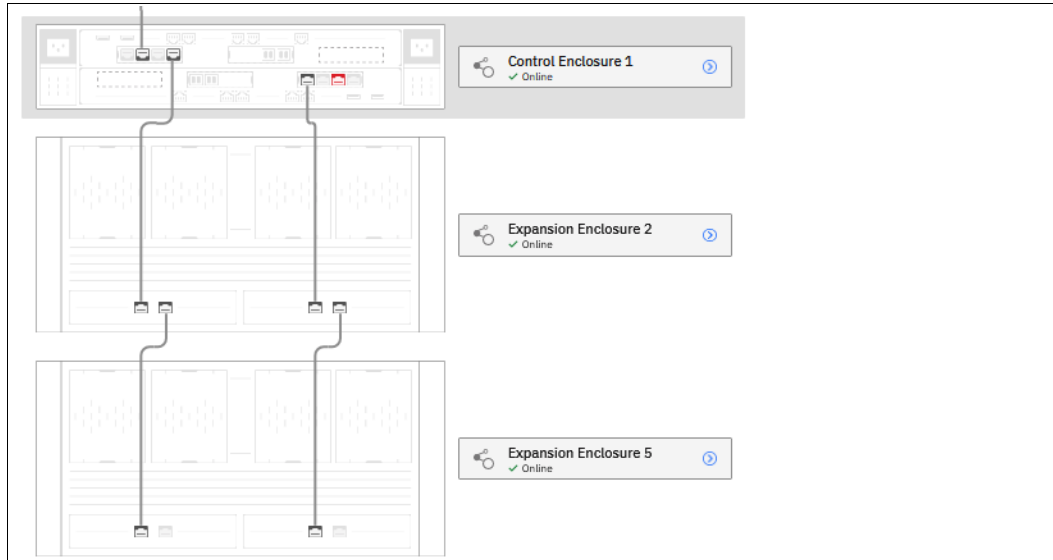 Control Enclosure 1
Online
Expansion Enclosure 2
Online
Expansion Enclosure 5
Online